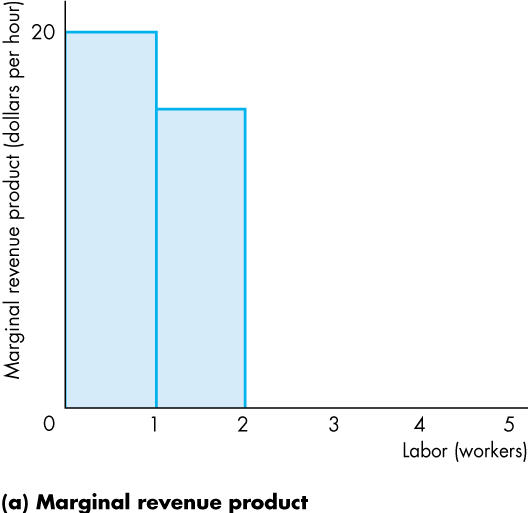 Marginal revenue product (dollars per hour)
20
0 1 2 3 4 5
Labor (workers)
(a) Marginal revenue product